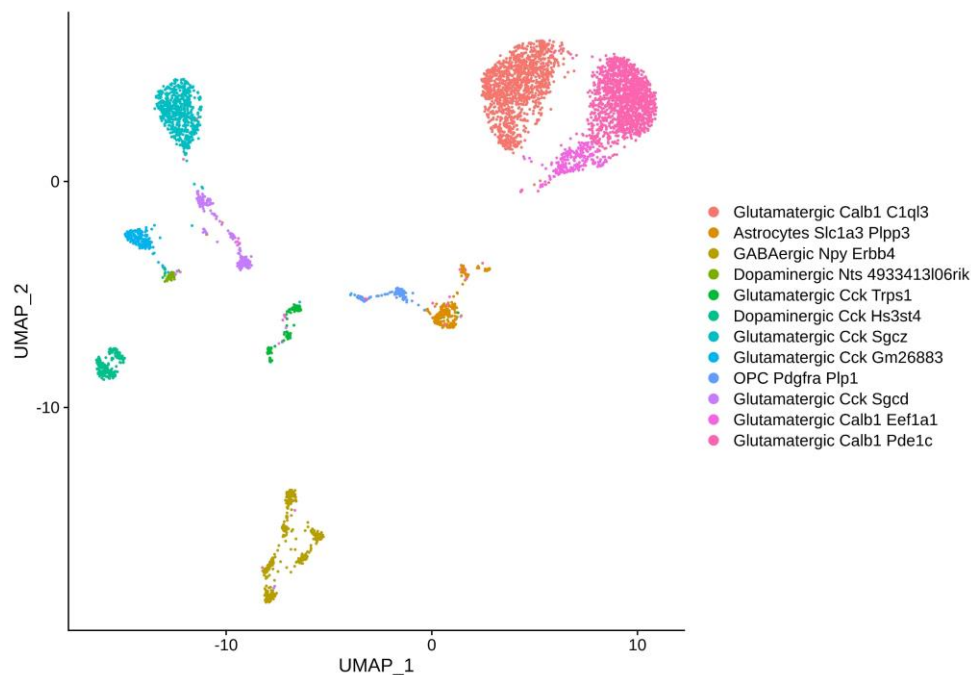 0
-10
UMAP_2
-10
0
10
UMAP_1
Glutamatergic Calb1 C1ql3
Astrocytes Slc1a3 Plpp3
GABAergic Npy Erbb4
Dopaminergic Nts 4933413l06rik
Glutamatergic Cck Trps1
Dopaminergic Cck Hs3st4
Glutamatergic Cck Sgcz
Glutamatergic Cck Gm26883
OPC Pdgfra Plp1
Glutamatergic Cck Sgcd
Glutamatergic Calb1 Eef1a1
Glutamatergic Calb1 Pde1c